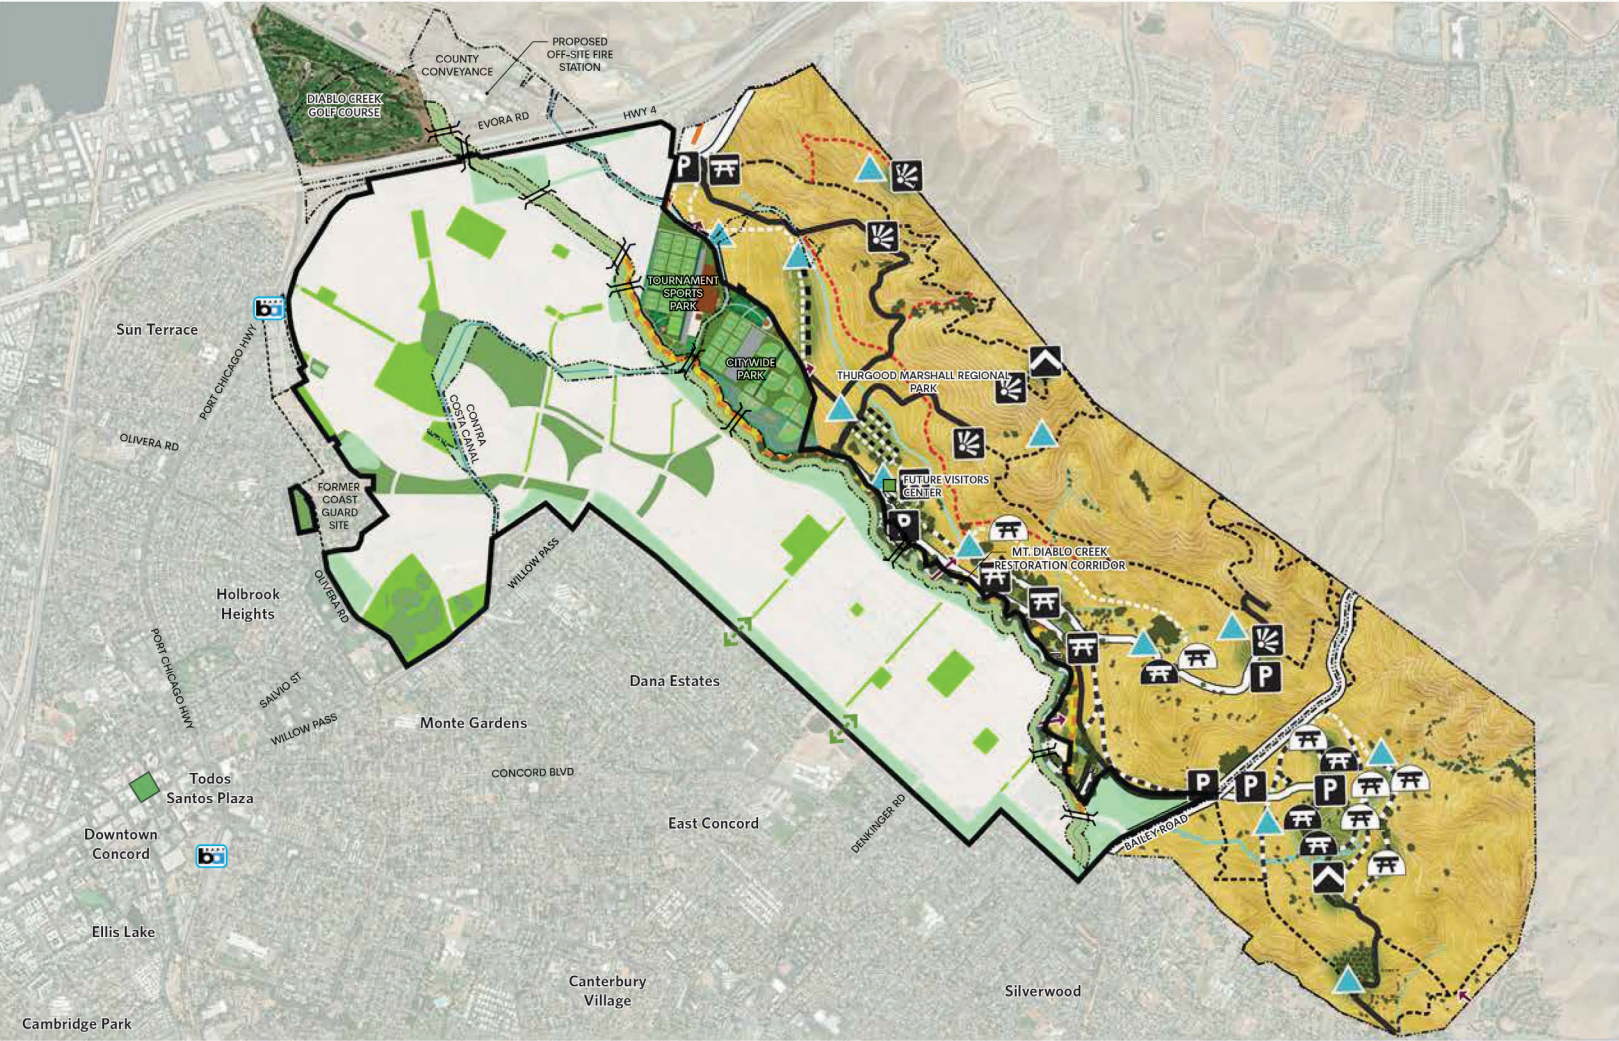 PROPOSED
OFF-SITE FIRE
STATION
COUNTY
CONVEYANCE
DIABLO CREEK
GOLF COURSE
EVORA RD
HWY 4
P
TOURNAMENT
SPORTS
PARK
Sun Terrace
PORT CHICAGO HWY
CITYWIDE
PARK
THURGOOD MARSHALL REGIONAL
PARK
OLIVERA RD
CONTRA
COSTA CANAL
FUTURE VISITORS
CENTER
FORMER
COAST
GUARD
SITE
P
MT. DIABLO CREEK
RESTORATION CORRIDOR
WILLOW PASS
OLIVERA RD
Holbrook
Heights
PORT CHICAGO HWY
SALVIO ST
WILLOW PASS
Dana Estates
P
Monte Gardens
CONCORD BLVD
Todos
Santos Plaza
P
P
P
East Concord
DENKINGER RD
BAILEY ROAD
Downtown
Concord
Ellis Lake
Canterbury
Village
Silverwood
Cambridge Park